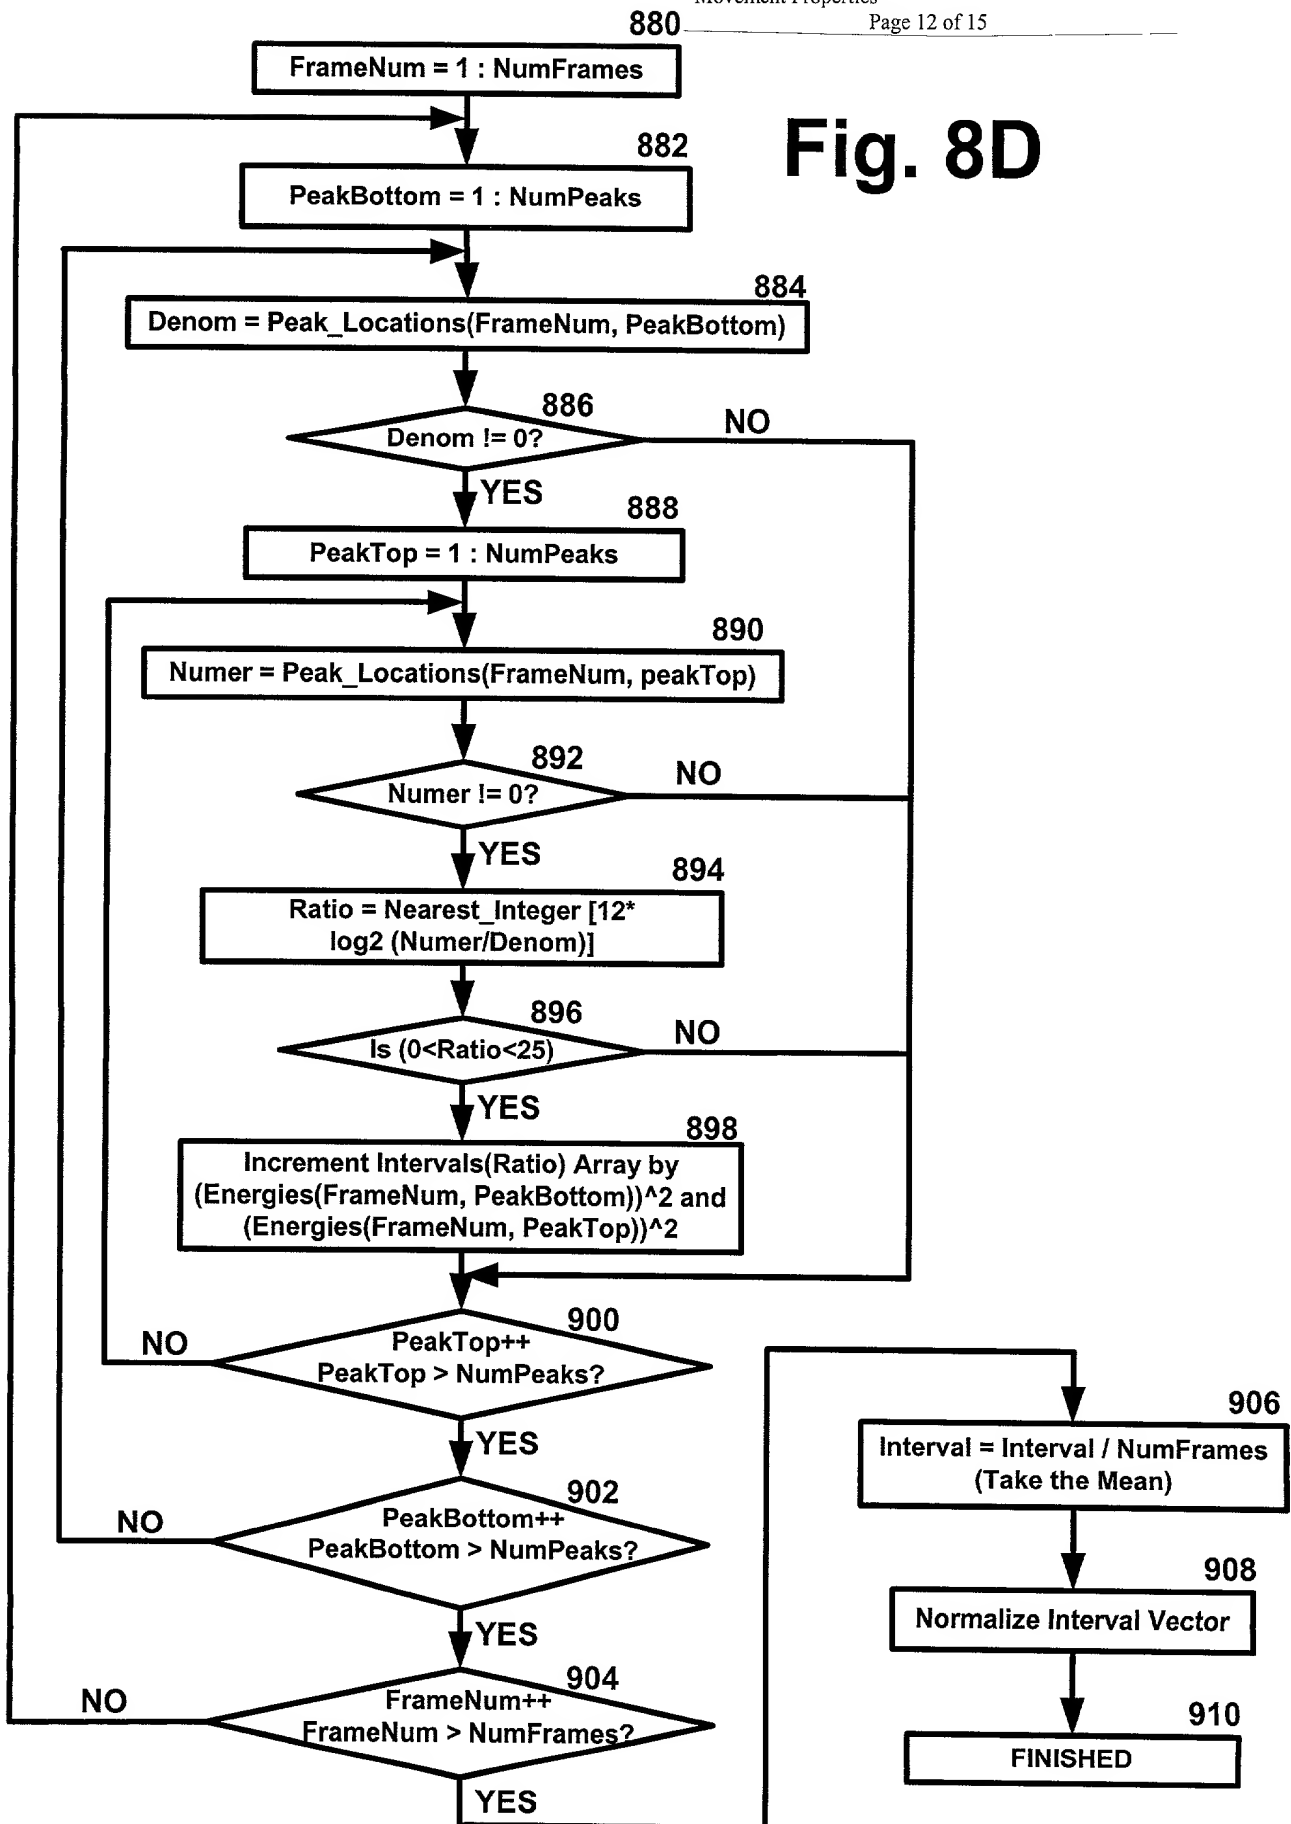 Movement Properties
Page 12 of 15
880
FrameNum = 1 : NumFrames
Fig. 8D
882
PeakBottom = 1 : NumPeaks
884
Denom = Peak_Locations(FrameNum, PeakBottom)
886
Denom != 0?
NO
YES
888
PeakTop = 1 : NumPeaks
890
Numer = Peak_Locations(FrameNum, peakTop)
892
Numer != 0?
NO
YES
894
Ratio = Nearest_Integer [12*
log2 (Numer/Denom)]
896
Is (0<Ratio<25)
NO
YES
898
Increment Intervals(Ratio) Array by
(Energies(FrameNum, PeakBottom))^2 and
(Energies(FrameNum, PeakTop))^2
900
PeakTop++
PeakTop > NumPeaks?
NO
YES
902
PeakBottom++
PeakBottom > NumPeaks?
NO
YES
904
FrameNum++
FrameNum > NumFrames?
NO
YES
906
Interval = Interval / NumFrames
(Take the Mean)
908
Normalize Interval Vector
910
FINISHED